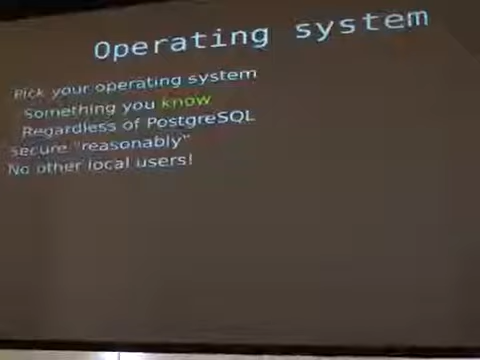 Operating system
Pick your operating system
Something you know
Regardless of PostgreSQL
Secure "reasonably"
No other local users!